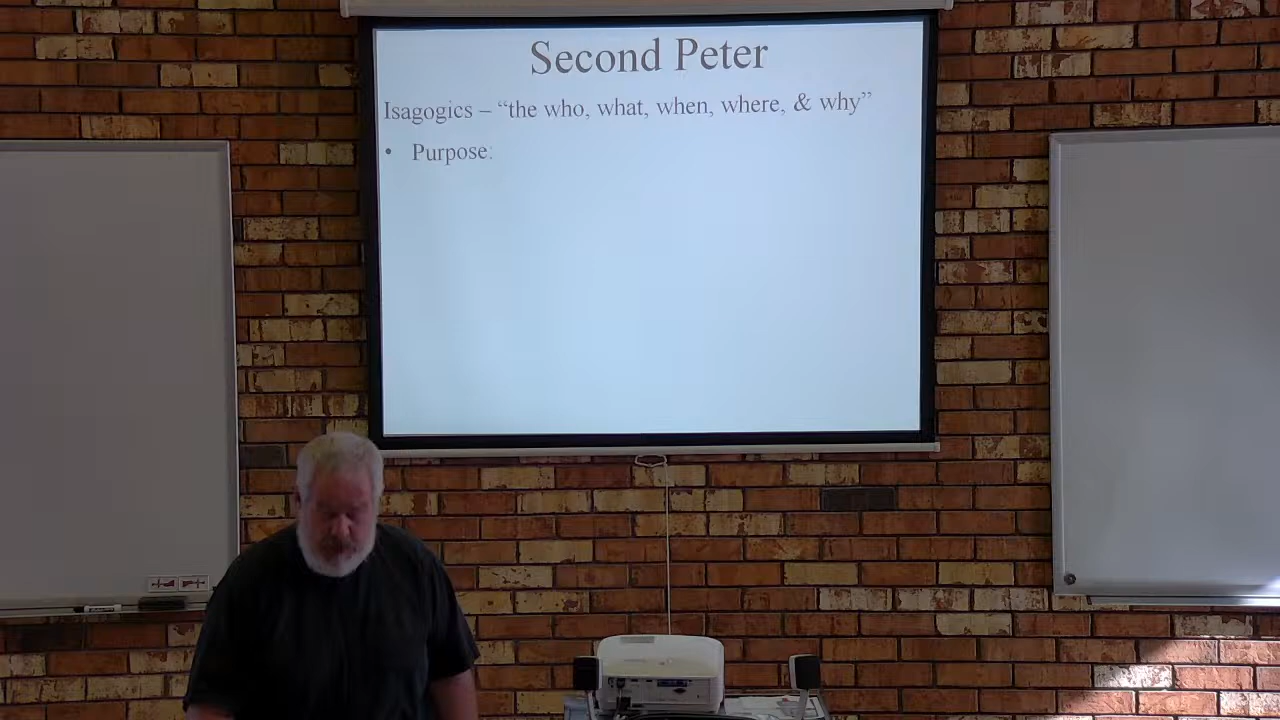 Second Peter
Isagogics – “the who, what, when, where, & why”
• Purpose: